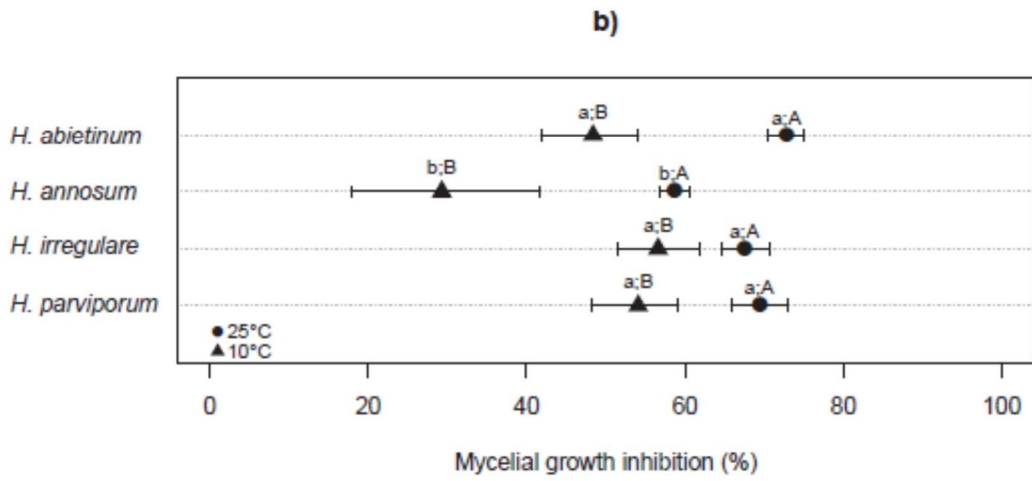 b)
a;B a;A
H. abietinum
b;B b;A
H. annosum
a;B a;A
H. irregulare
a;B a;A
H. parviporum
25°C
10°C
0 20 40 60 80 100
Mycelial growth inhibition (%)